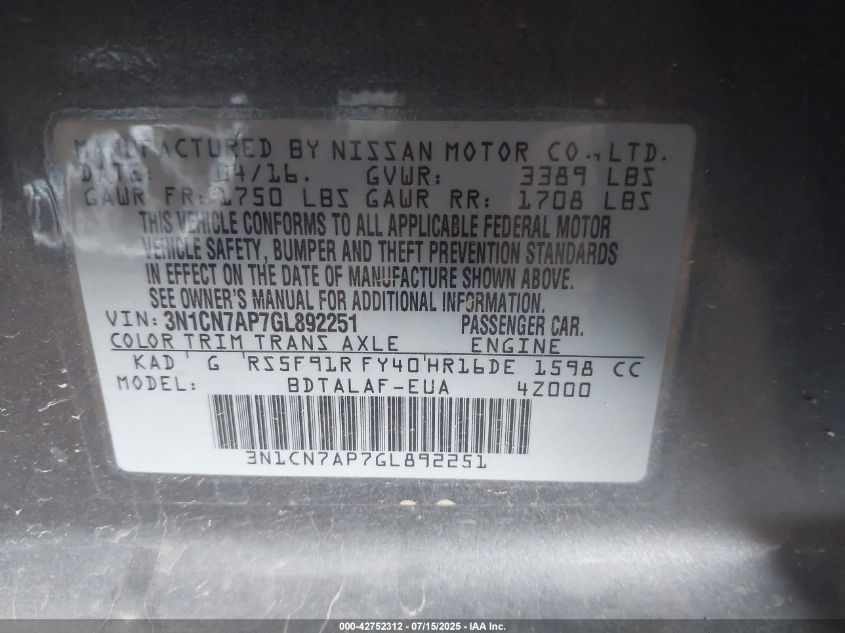 MANUFACTURED BY NISSAN MOTOR CO., LTD.
DATE: 04/16. GVWR: 3389 LBS
GAWR FR: 1750 LBS GAWR RR: 1708 LBS
THIS VEHICLE CONFORMS TO ALL APPLICABLE FEDERAL MOTOR
VEHICLE SAFETY, BUMPER AND THEFT PREVENTION STANDARDS
IN EFFECT ON THE DATE OF MANUFACTURE SHOWN ABOVE.
SEE OWNER'S MANUAL FOR ADDITIONAL INFORMATION.
VIN: 3N1CN7AP7GL892251 PASSENGER CAR.
COLOR TRIM TRANS AXLE ENGINE
KAD G RS5F91R FY40 HR16DE 1598 CC
MODEL: BDTALAF-EUA 4Z000
3N1CN7AP7GL892251
000-42752312 - 07/15/2025 - IAA Inc.